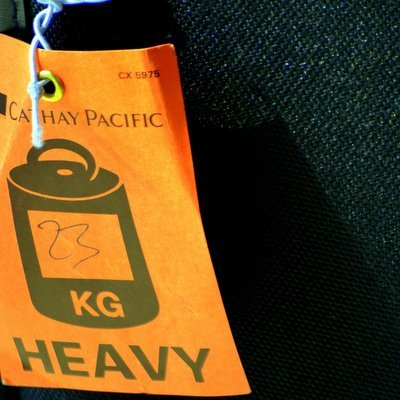 CX 5975
CATHAY PACIFIC
23
KG
HEAVY